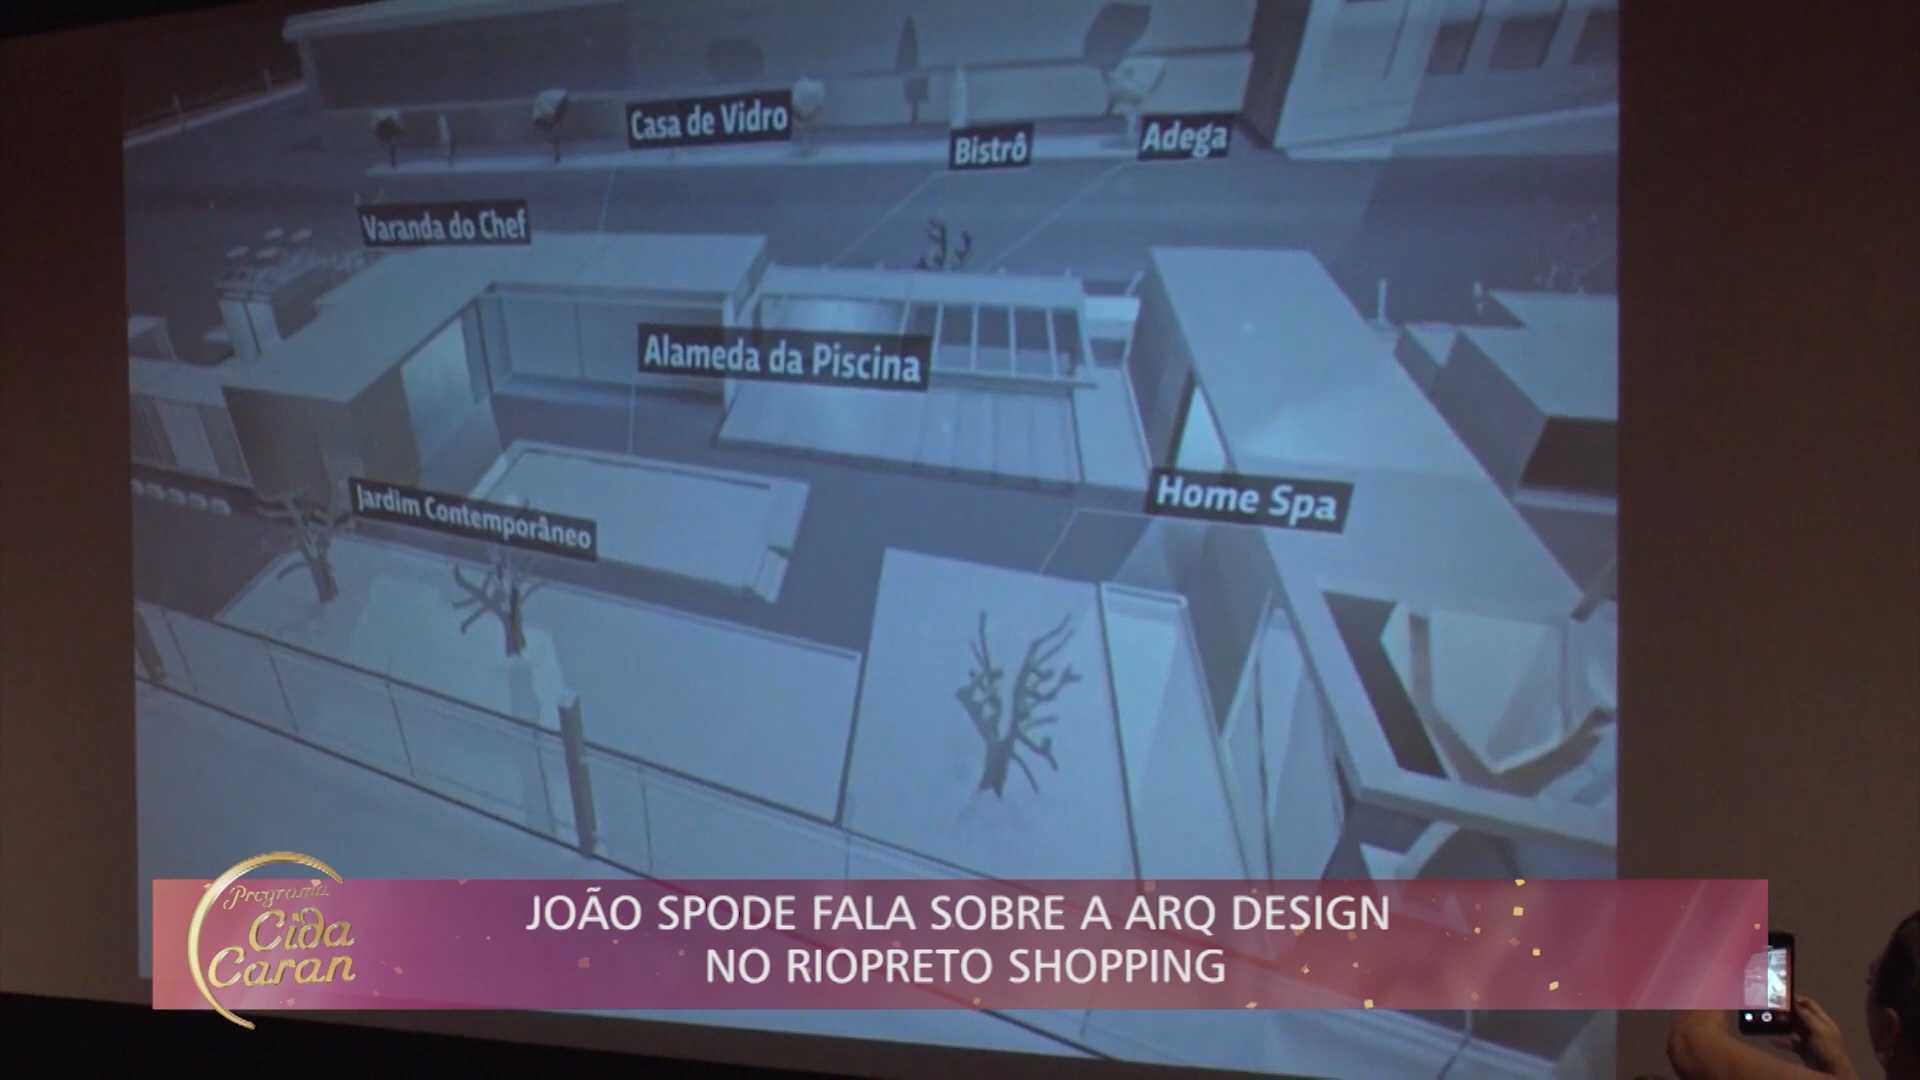 Casa de Vidro
Bistrô
Adega
Varanda do Chef
Alameda da Piscina
Jardim Contemporâneo
Home Spa
Programa
Cida
Caran
JOÃO SPODE FALA SOBRE A ARQ DESIGN
NO RIOPRETO SHOPPING